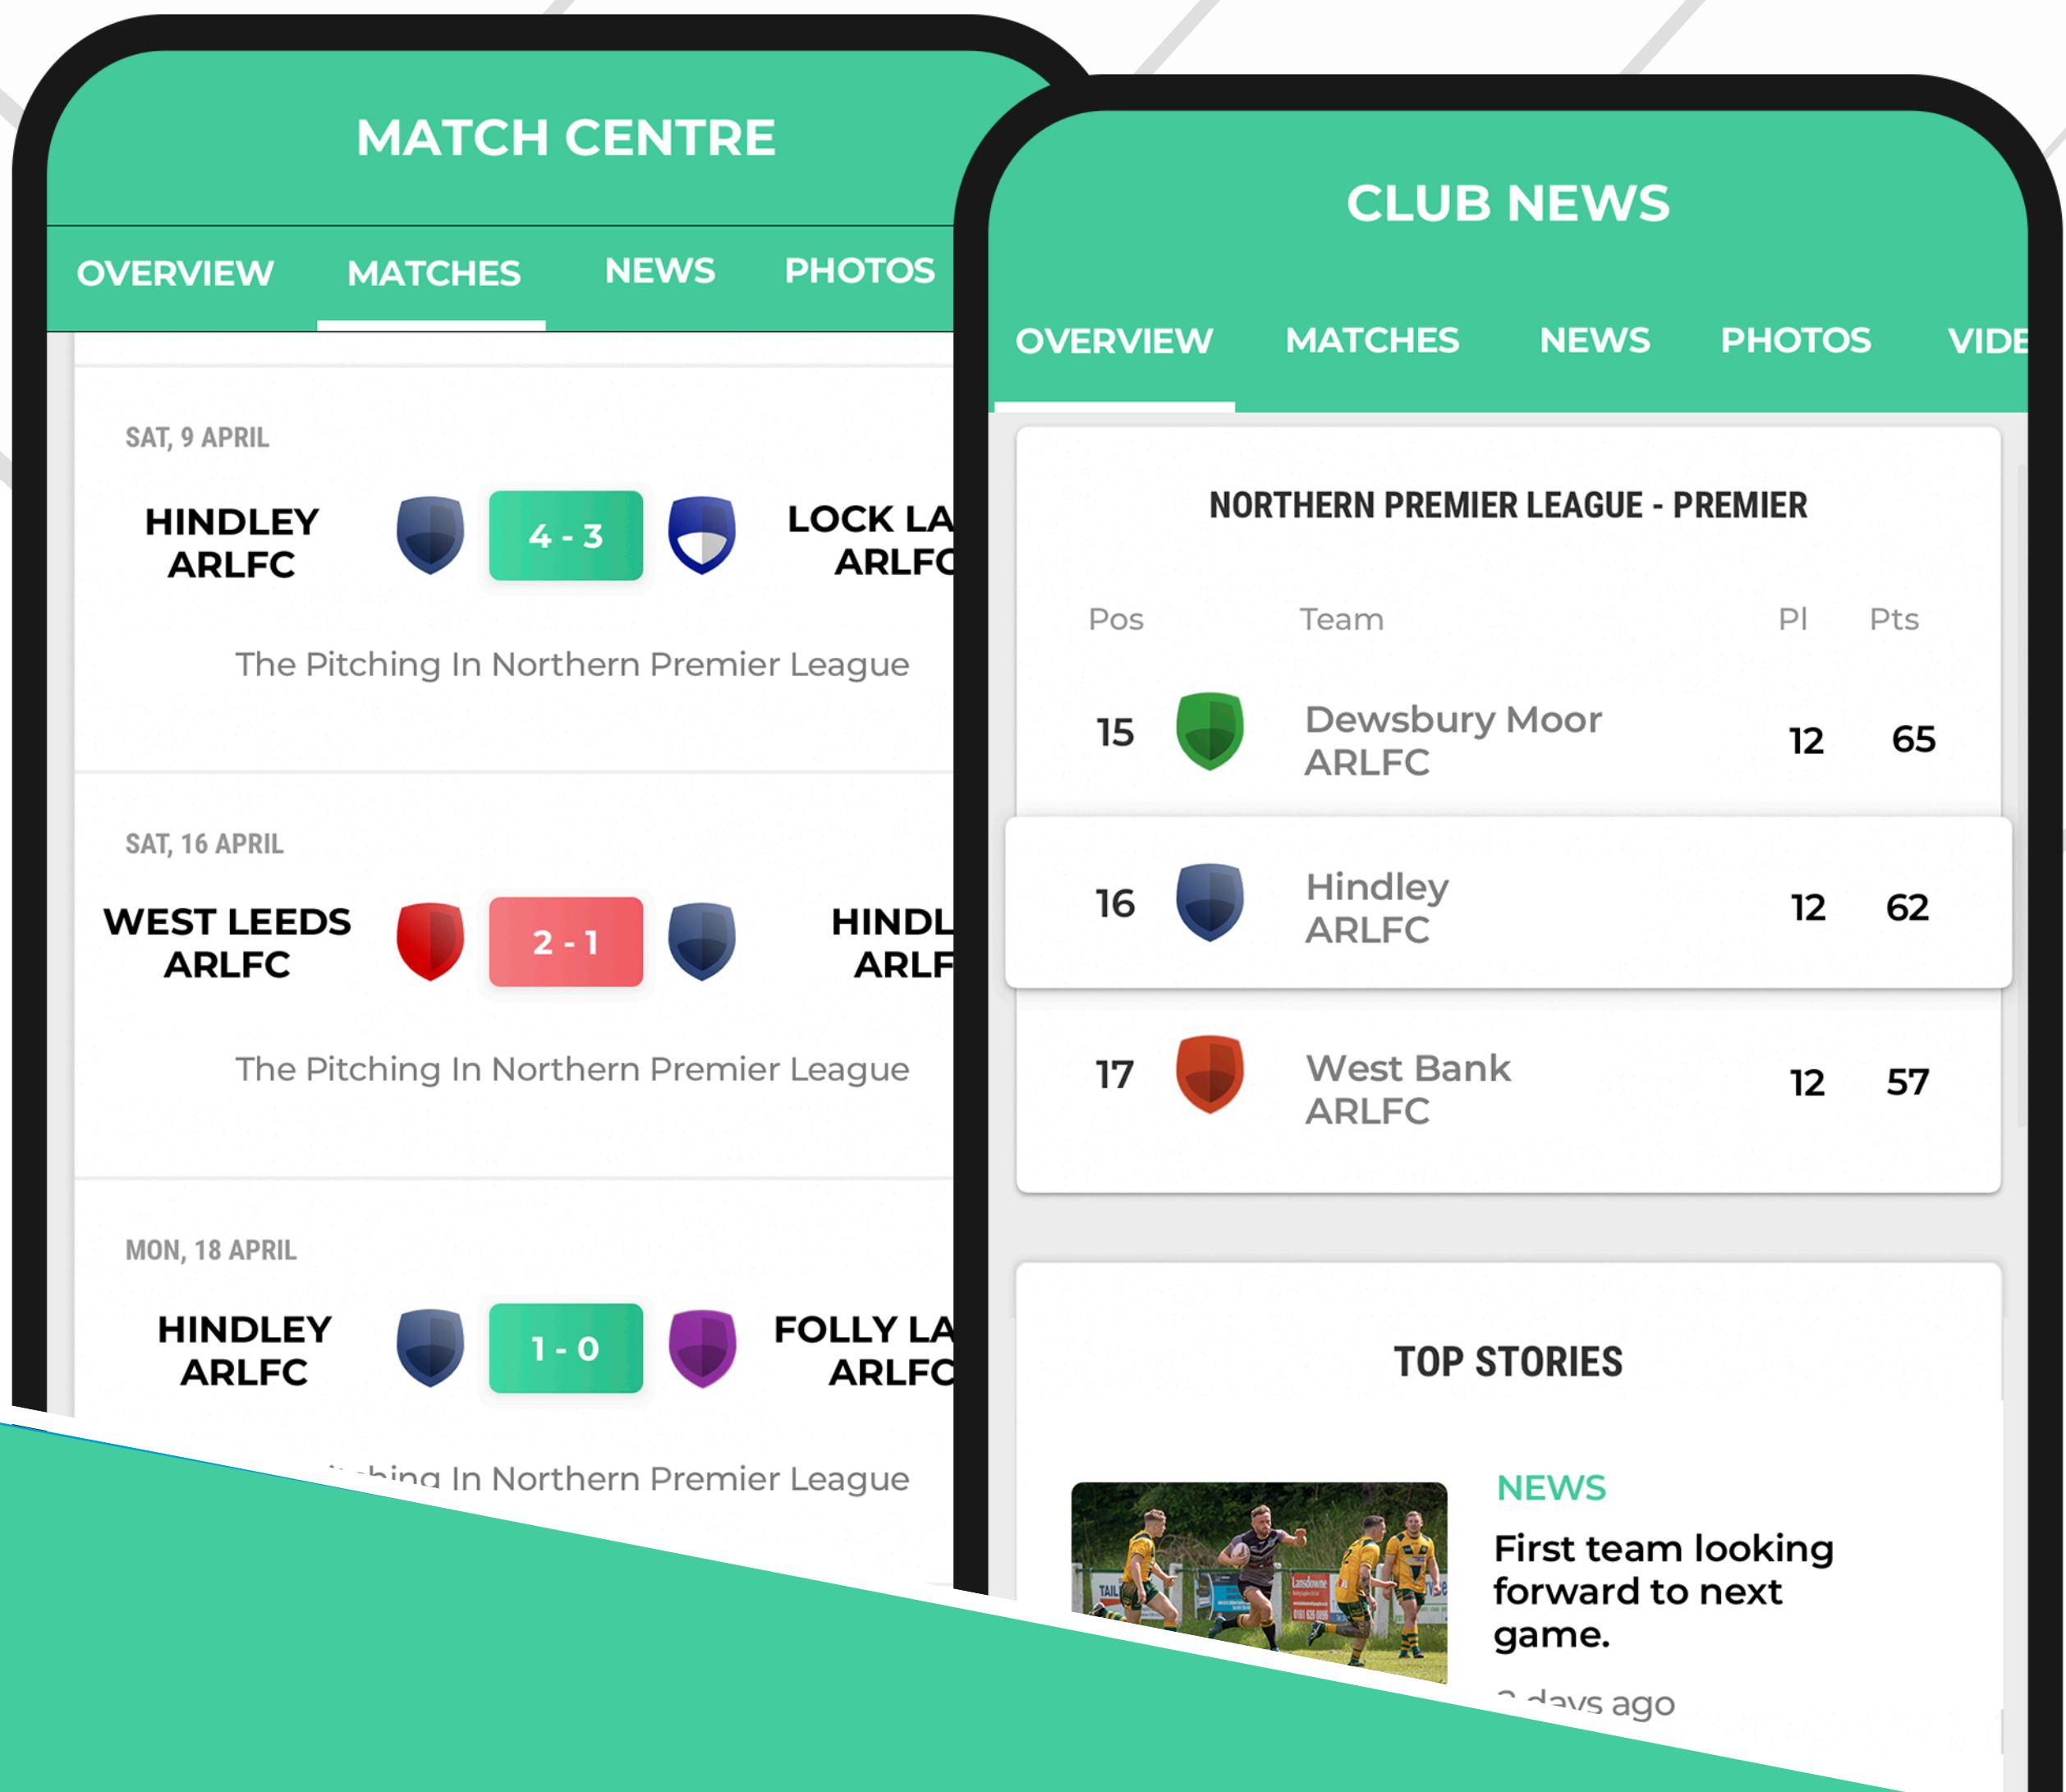 MATCH CENTRE
OVERVIEW MATCHES NEWS PHOTOS
SAT, 9 APRIL
HINDLEY
ARLFC
4 - 3
LOCK LA
ARLFC
The Pitching In Northern Premier League
SAT, 16 APRIL
WEST LEEDS
ARLFC
2 - 1
HINDL
ARLF
The Pitching In Northern Premier League
MON, 18 APRIL
HINDLEY
ARLFC
1 - 0
FOLLY LA
ARLFC
In Northern Premier League
CLUB NEWS
OVERVIEW MATCHES NEWS PHOTOS VIDE
NORTHERN PREMIER LEAGUE - PREMIER
Pos Team Pl Pts
15 Dewsbury Moor ARLFC 12 65
16 Hindley ARLFC 12 62
17 West Bank ARLFC 12 57
TOP STORIES
NEWS
First team looking
forward to next
game.
days ago
TAIL
Lansdowne
0161 626 0896